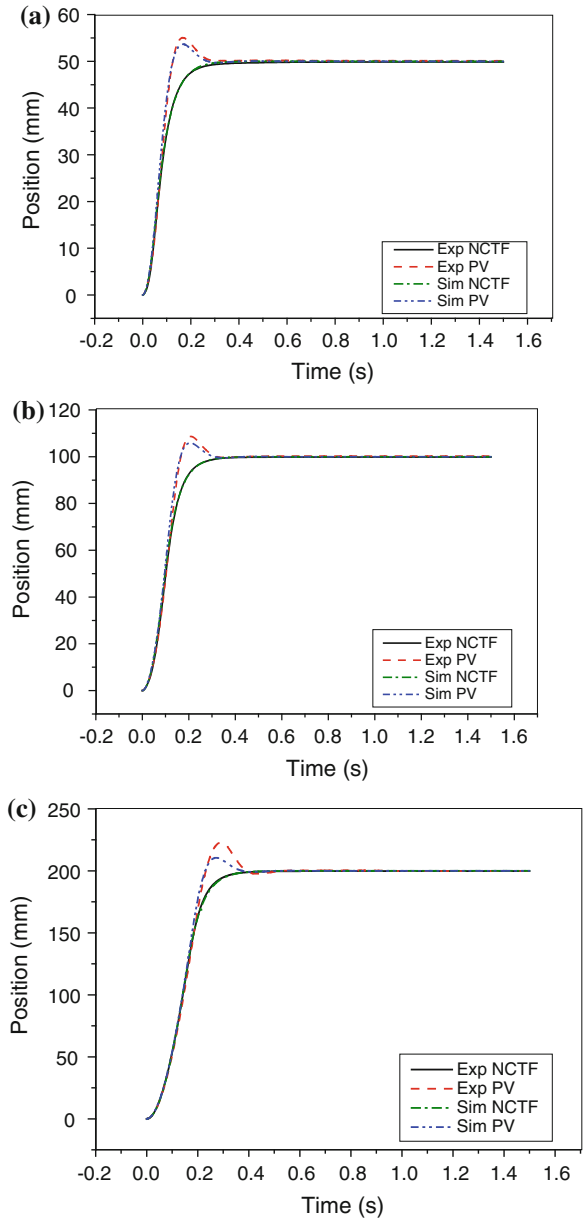 (a)
60
50
40
30
20
10
0
Position (mm)
Exp NCTF
Exp PV
Sim NCTF
Sim PV
-0.2 0.0 0.2 0.4 0.6 0.8 1.0 1.2 1.4 1.6
Time (s)
(b)
120
100
80
60
40
20
0
Position (mm)
Exp NCTF
Exp PV
Sim NCTF
Sim PV
-0.2 0.0 0.2 0.4 0.6 0.8 1.0 1.2 1.4 1.6
Time (s)
(c)
250
200
150
100
50
0
Position (mm)
Exp NCTF
Exp PV
Sim NCTF
Sim PV
-0.2 0.0 0.2 0.4 0.6 0.8 1.0 1.2 1.4 1.6
Time (s)